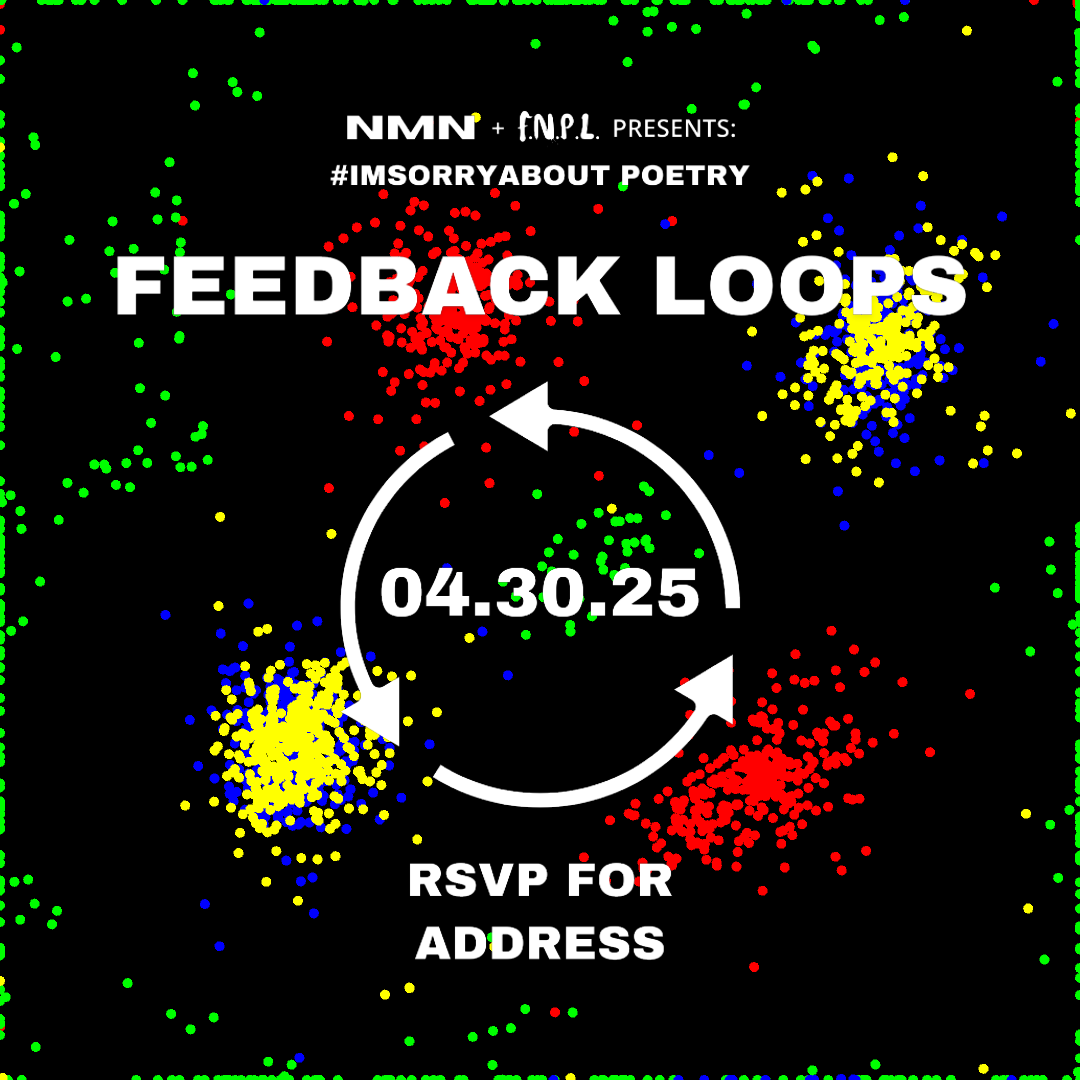 NMN + F.N.P.L. PRESENTS:
#IMSORRYABOUT POETRY
FEEDBACK LOOPS
04.30.25
RSVP FOR
ADDRESS